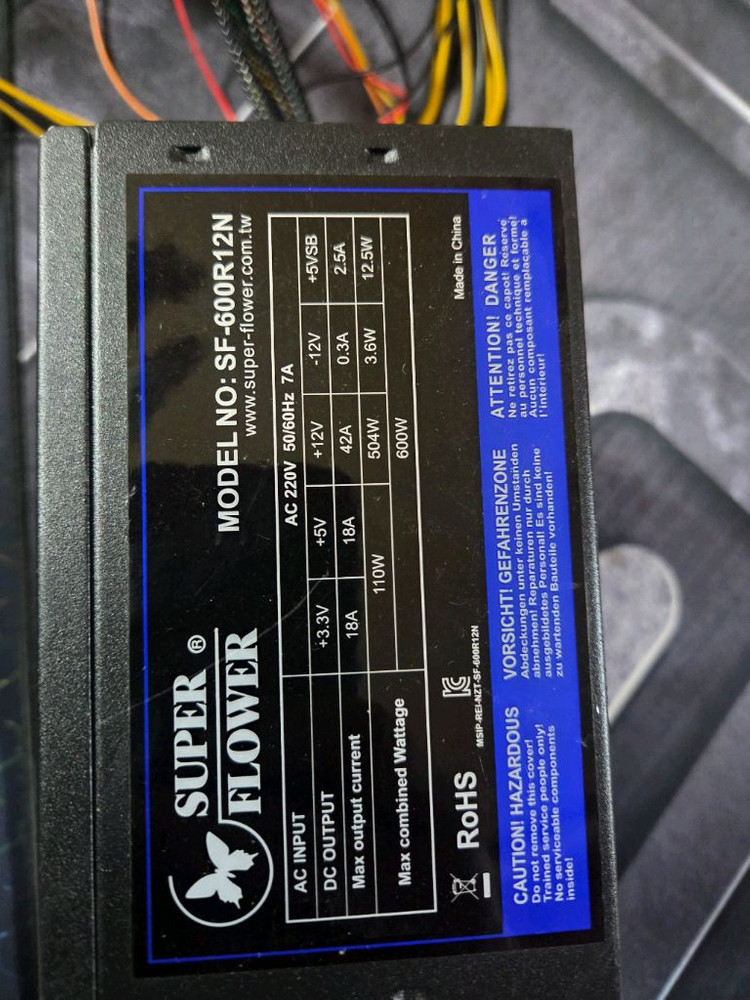 SUPER ®
FLOWER
MODEL NO: SF-600R12N
www.super-flower.com.tw
AC INPUT AC 220V 50/60Hz 7A
DC OUTPUT +3.3V +5V +12V -12V +5VSB
Max output current 18A 18A 42A 0.3A 2.5A
110W 504W 3.6W 12.5W
Max combined Wattage 600W
RoHS
MSIP-REI-NZT-SF-600R12N
Made in China
CAUTION! HAZARDOUS
Do not remove this cover!
Trained service people only!
No serviceable components
inside!
VORSICHT! GEFAHRENZONE
Abdeckungen unter keinen Umständen
abnehmen! Reparaturen nur durch
ausgebildetes Personal! Es sind keine
zu wartenden Bauteile vorhanden!
ATTENTION! DANGER
Ne retirez pas ce capot! Réservé
au personnel technique et formé!
Aucun composant remplaçable a
l'intérieur!